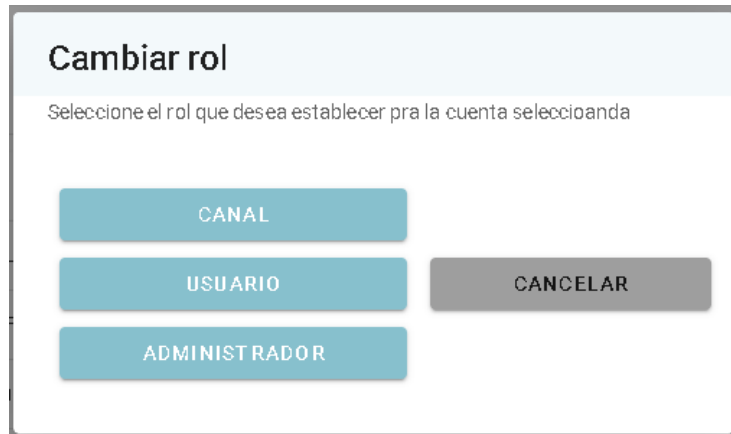 Cambiar rol
Seleccione el rol que desea establecer pra la cuenta seleccioanda
CANAL
USUARIO
CANCELAR
ADMINISTRADOR